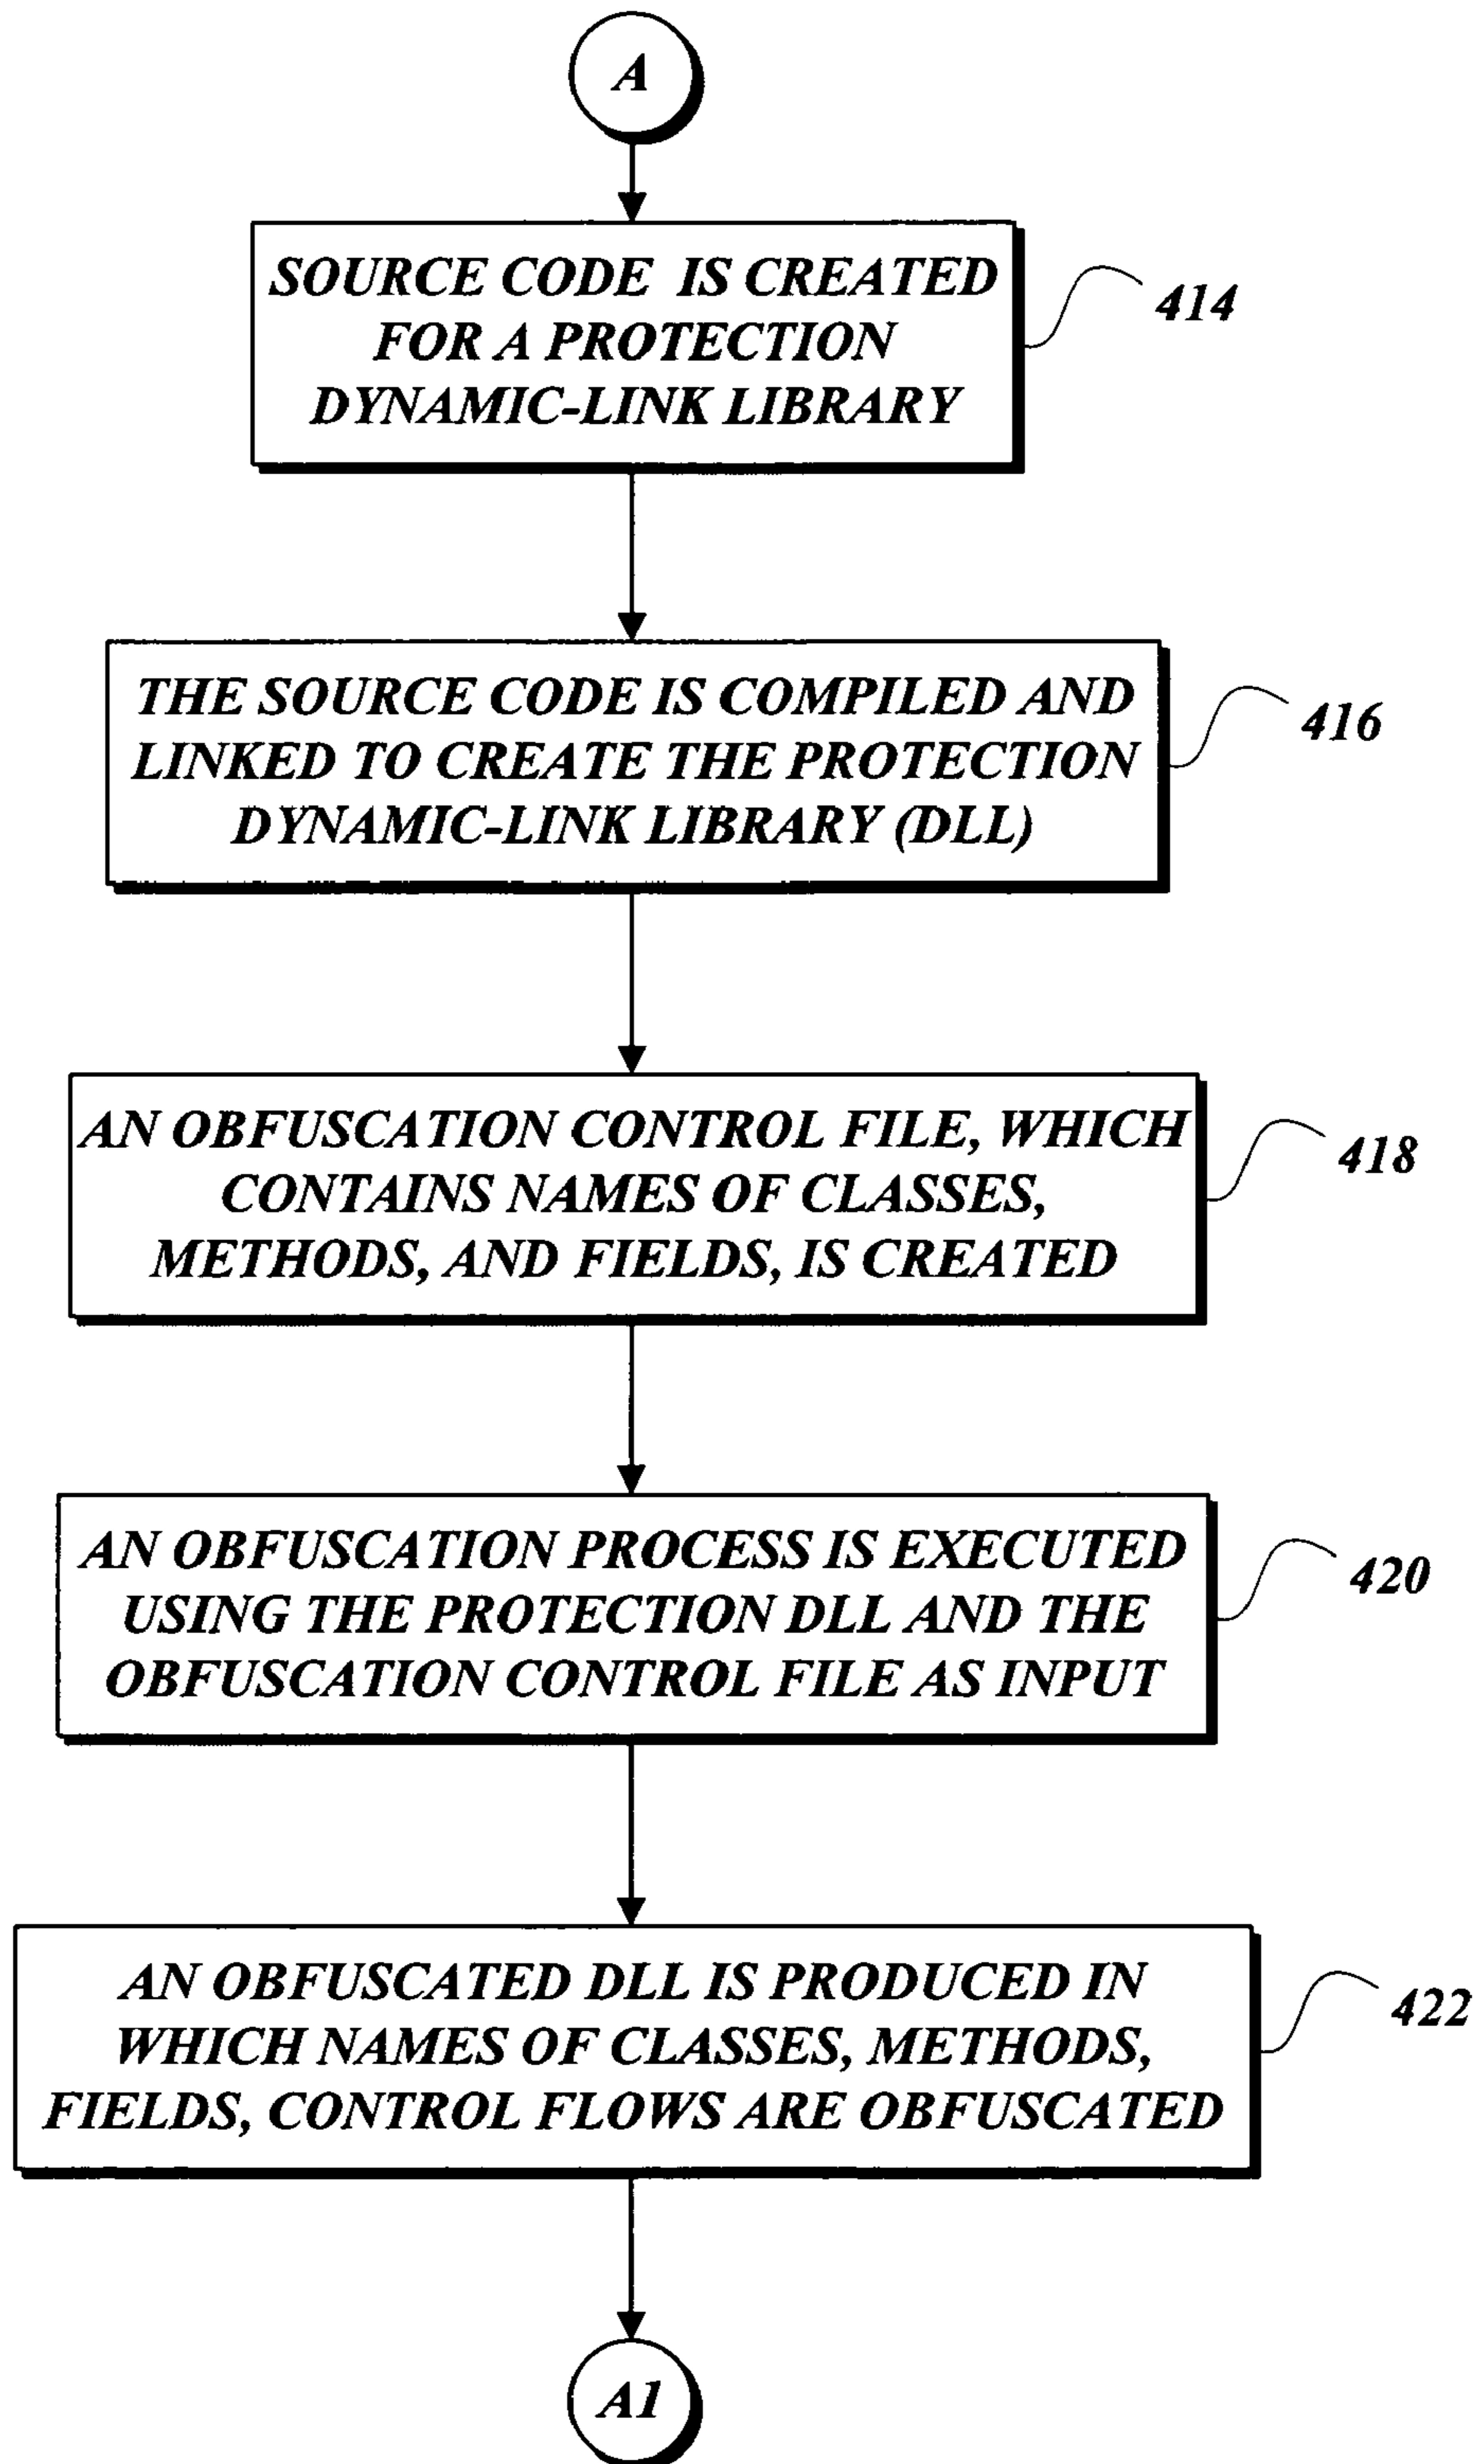 A
SOURCE CODE IS CREATED
FOR A PROTECTION
DYNAMIC-LINK LIBRARY
414
THE SOURCE CODE IS COMPILED AND
LINKED TO CREATE THE PROTECTION
DYNAMIC-LINK LIBRARY (DLL)
416
AN OBFUSCATION CONTROL FILE, WHICH
CONTAINS NAMES OF CLASSES,
METHODS, AND FIELDS, IS CREATED
418
AN OBFUSCATION PROCESS IS EXECUTED
USING THE PROTECTION DLL AND THE
OBFUSCATION CONTROL FILE AS INPUT
420
AN OBFUSCATED DLL IS PRODUCED IN
WHICH NAMES OF CLASSES, METHODS,
FIELDS, CONTROL FLOWS ARE OBFUSCATED
422
A1